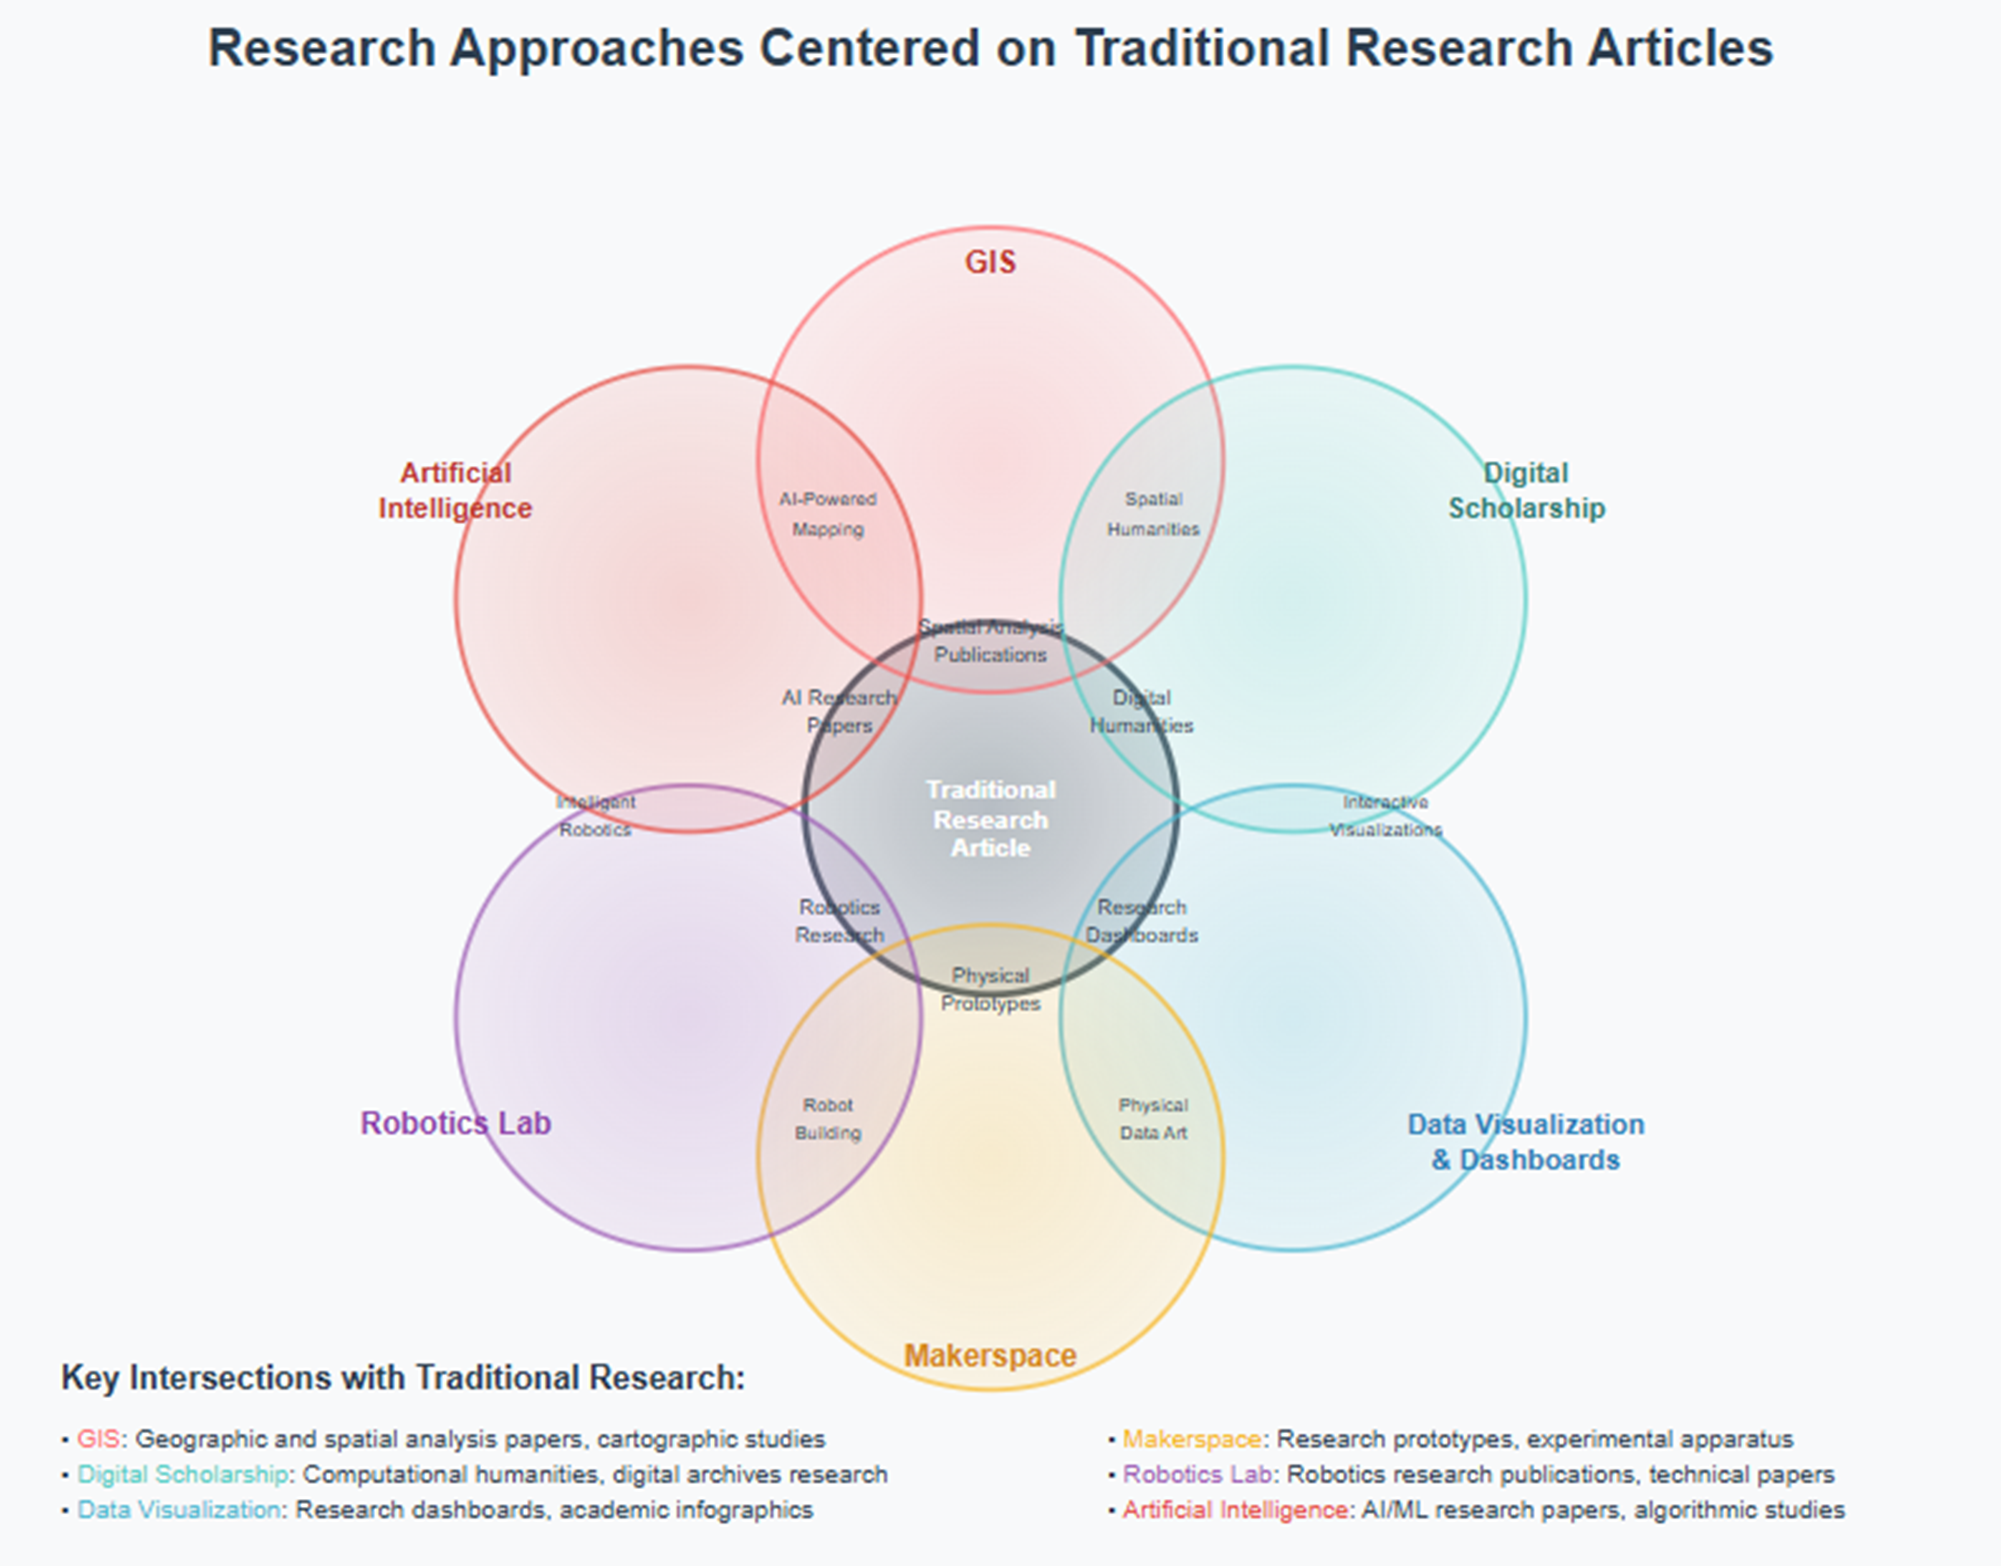 Research Approaches Centered on Traditional Research Articles
GIS
Artificial
Intelligence
Digital
Scholarship
AI-Powered
Mapping
Spatial
Humanities
Spatial Analysis
Publications
AI Research
Papers
Digital
Humanities
Traditional
Research
Article
Intelligent
Robotics
Interactive
Visualizations
Robotics
Research
Research
Dashboards
Physical
Prototypes
Robot
Building
Physical
Data Art
Robotics Lab
Data Visualization
& Dashboards
Makerspace
Key Intersections with Traditional Research:
• GIS: Geographic and spatial analysis papers, cartographic studies
• Digital Scholarship: Computational humanities, digital archives research
• Data Visualization: Research dashboards, academic infographics
• Makerspace: Research prototypes, experimental apparatus
• Robotics Lab: Robotics research publications, technical papers
• Artificial Intelligence: AI/ML research papers, algorithmic studies